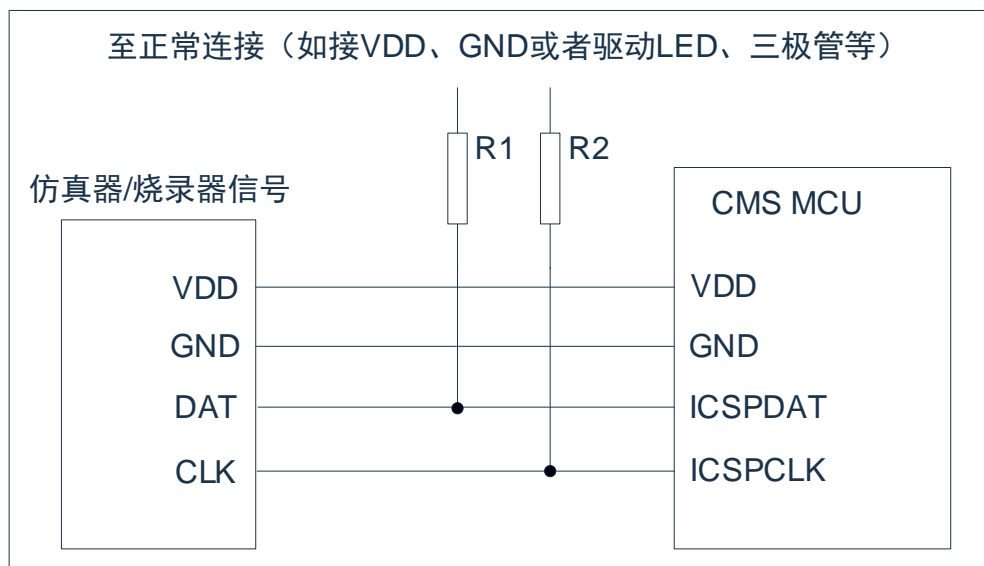 至正常连接（如接VDD、GND或者驱动LED、三极管等）
R1
R2
仿真器/烧录器信号
CMS MCU
VDD
VDD
GND
GND
DAT
ICSPDAT
CLK
ICSPCLK